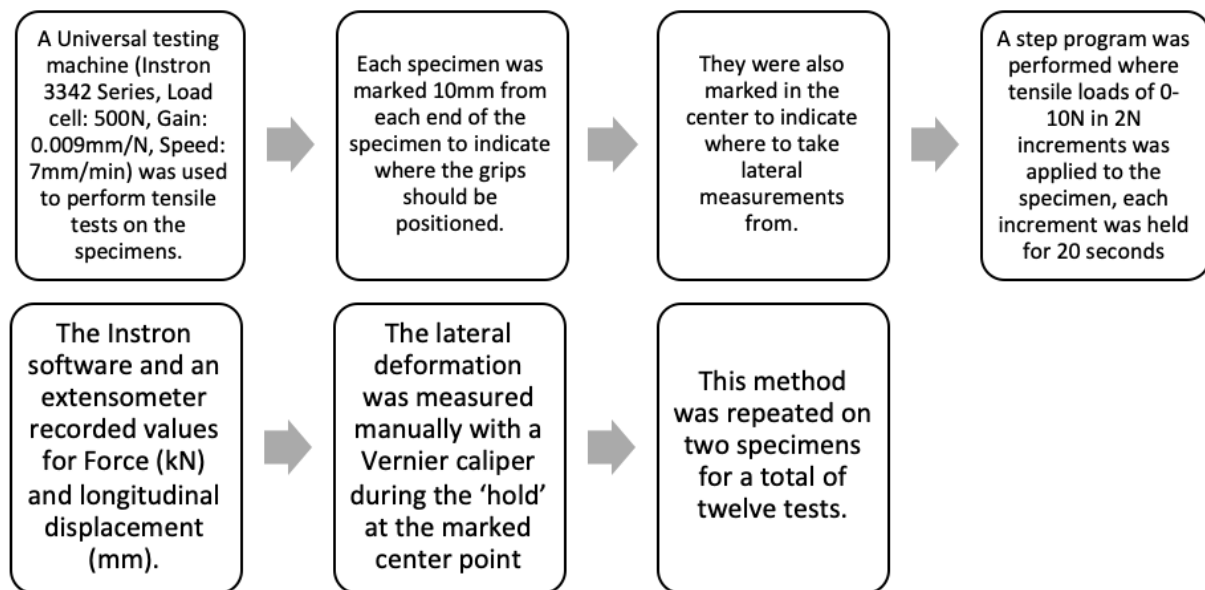 A Universal testing
machine (Instron
3342 Series, Load
cell: 500N, Gain:
0.009mm/N, Speed:
7mm/min) was used
to perform tensile
tests on the
specimens.
Each specimen was
marked 10mm from
each end of the
specimen to indicate
where the grips
should be
positioned.
They were also
marked in the
center to indicate
where to take
lateral
measurements
from.
A step program was
performed where
tensile loads of 0-
10N in 2N
increments was
applied to the
specimen, each
increment was held
for 20 seconds
The Instron
software and an
extensometer
recorded values
for Force (kN)
and longitudinal
displacement
(mm).
The lateral
deformation
was measured
manually with a
Vernier caliper
during the ‘hold’
at the marked
center point
This method
was repeated on
two specimens
for a total of
twelve tests.